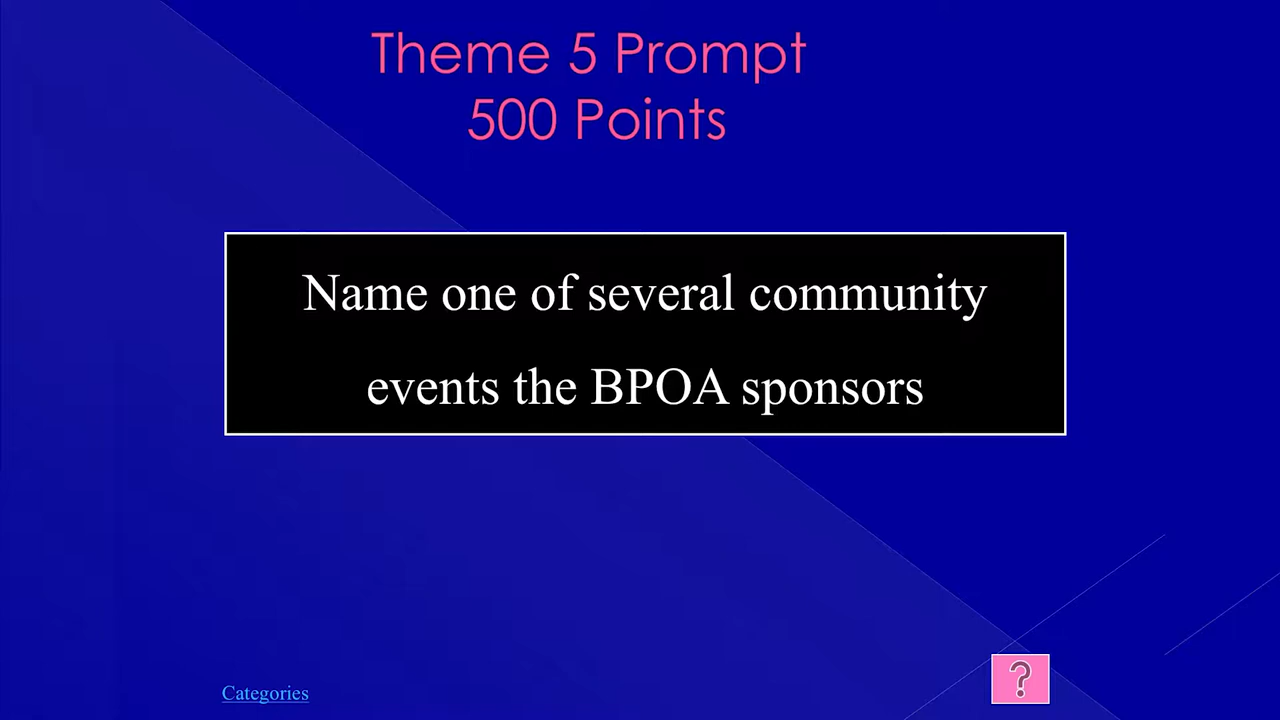 Theme 5 Prompt
500 Points
Name one of several community
events the BPOA sponsors
Categories
?